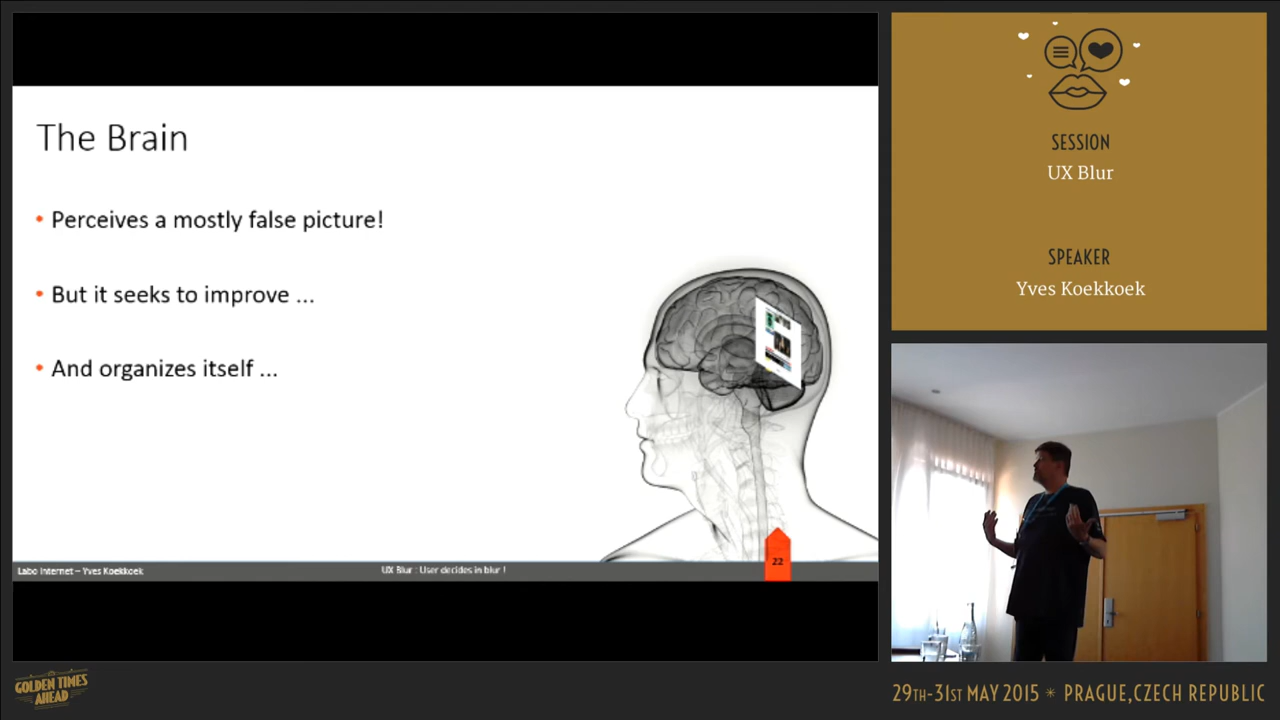 The Brain
• Perceives a mostly false picture!
• But it seeks to improve ...
• And organizes itself ...
Labo Internet – Yves Koekkoek
UX Blur : User decides in blur !
22
SESSION
UX Blur
SPEAKER
Yves Koekkoek
GOLDEN TIMES
AHEAD
29TH-31ST MAY 2015 * PRAGUE,CZECH REPUBLIC